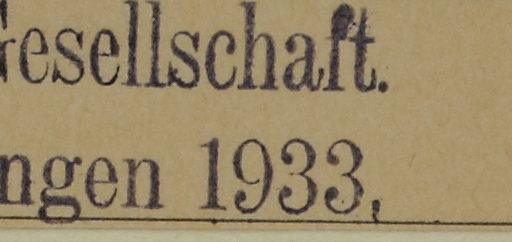 Gesellschaft.
ngen 1933,